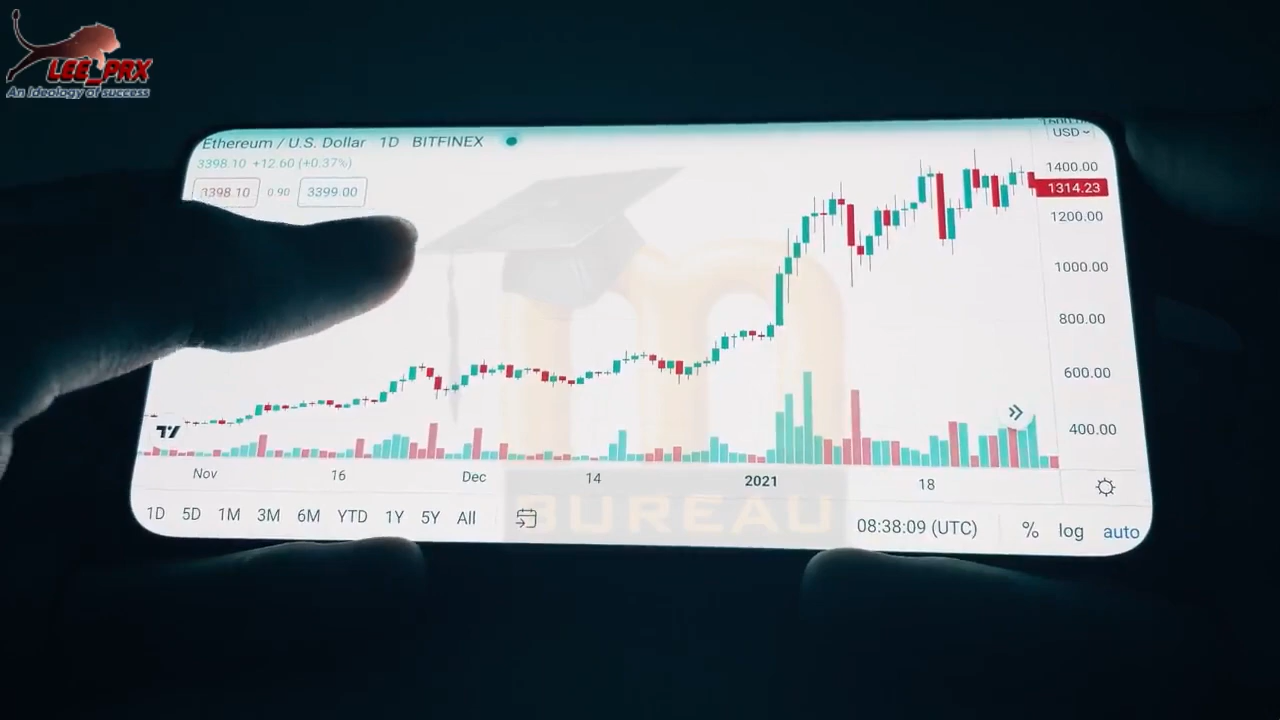 LEE_PRX
An Ideology of success
Ethereum / U.S. Dollar 1D BITFINEX
3398.10 +12.60 (+0.37%)
3398.10 0.90 3399.00
USD
1400.00
1314.23
1200.00
1000.00
800.00
600.00
400.00
Nov 16 Dec 14 2021 18
BUREAU
1D 5D 1M 3M 6M YTD 1Y 5Y All
08:38:09 (UTC) % log auto